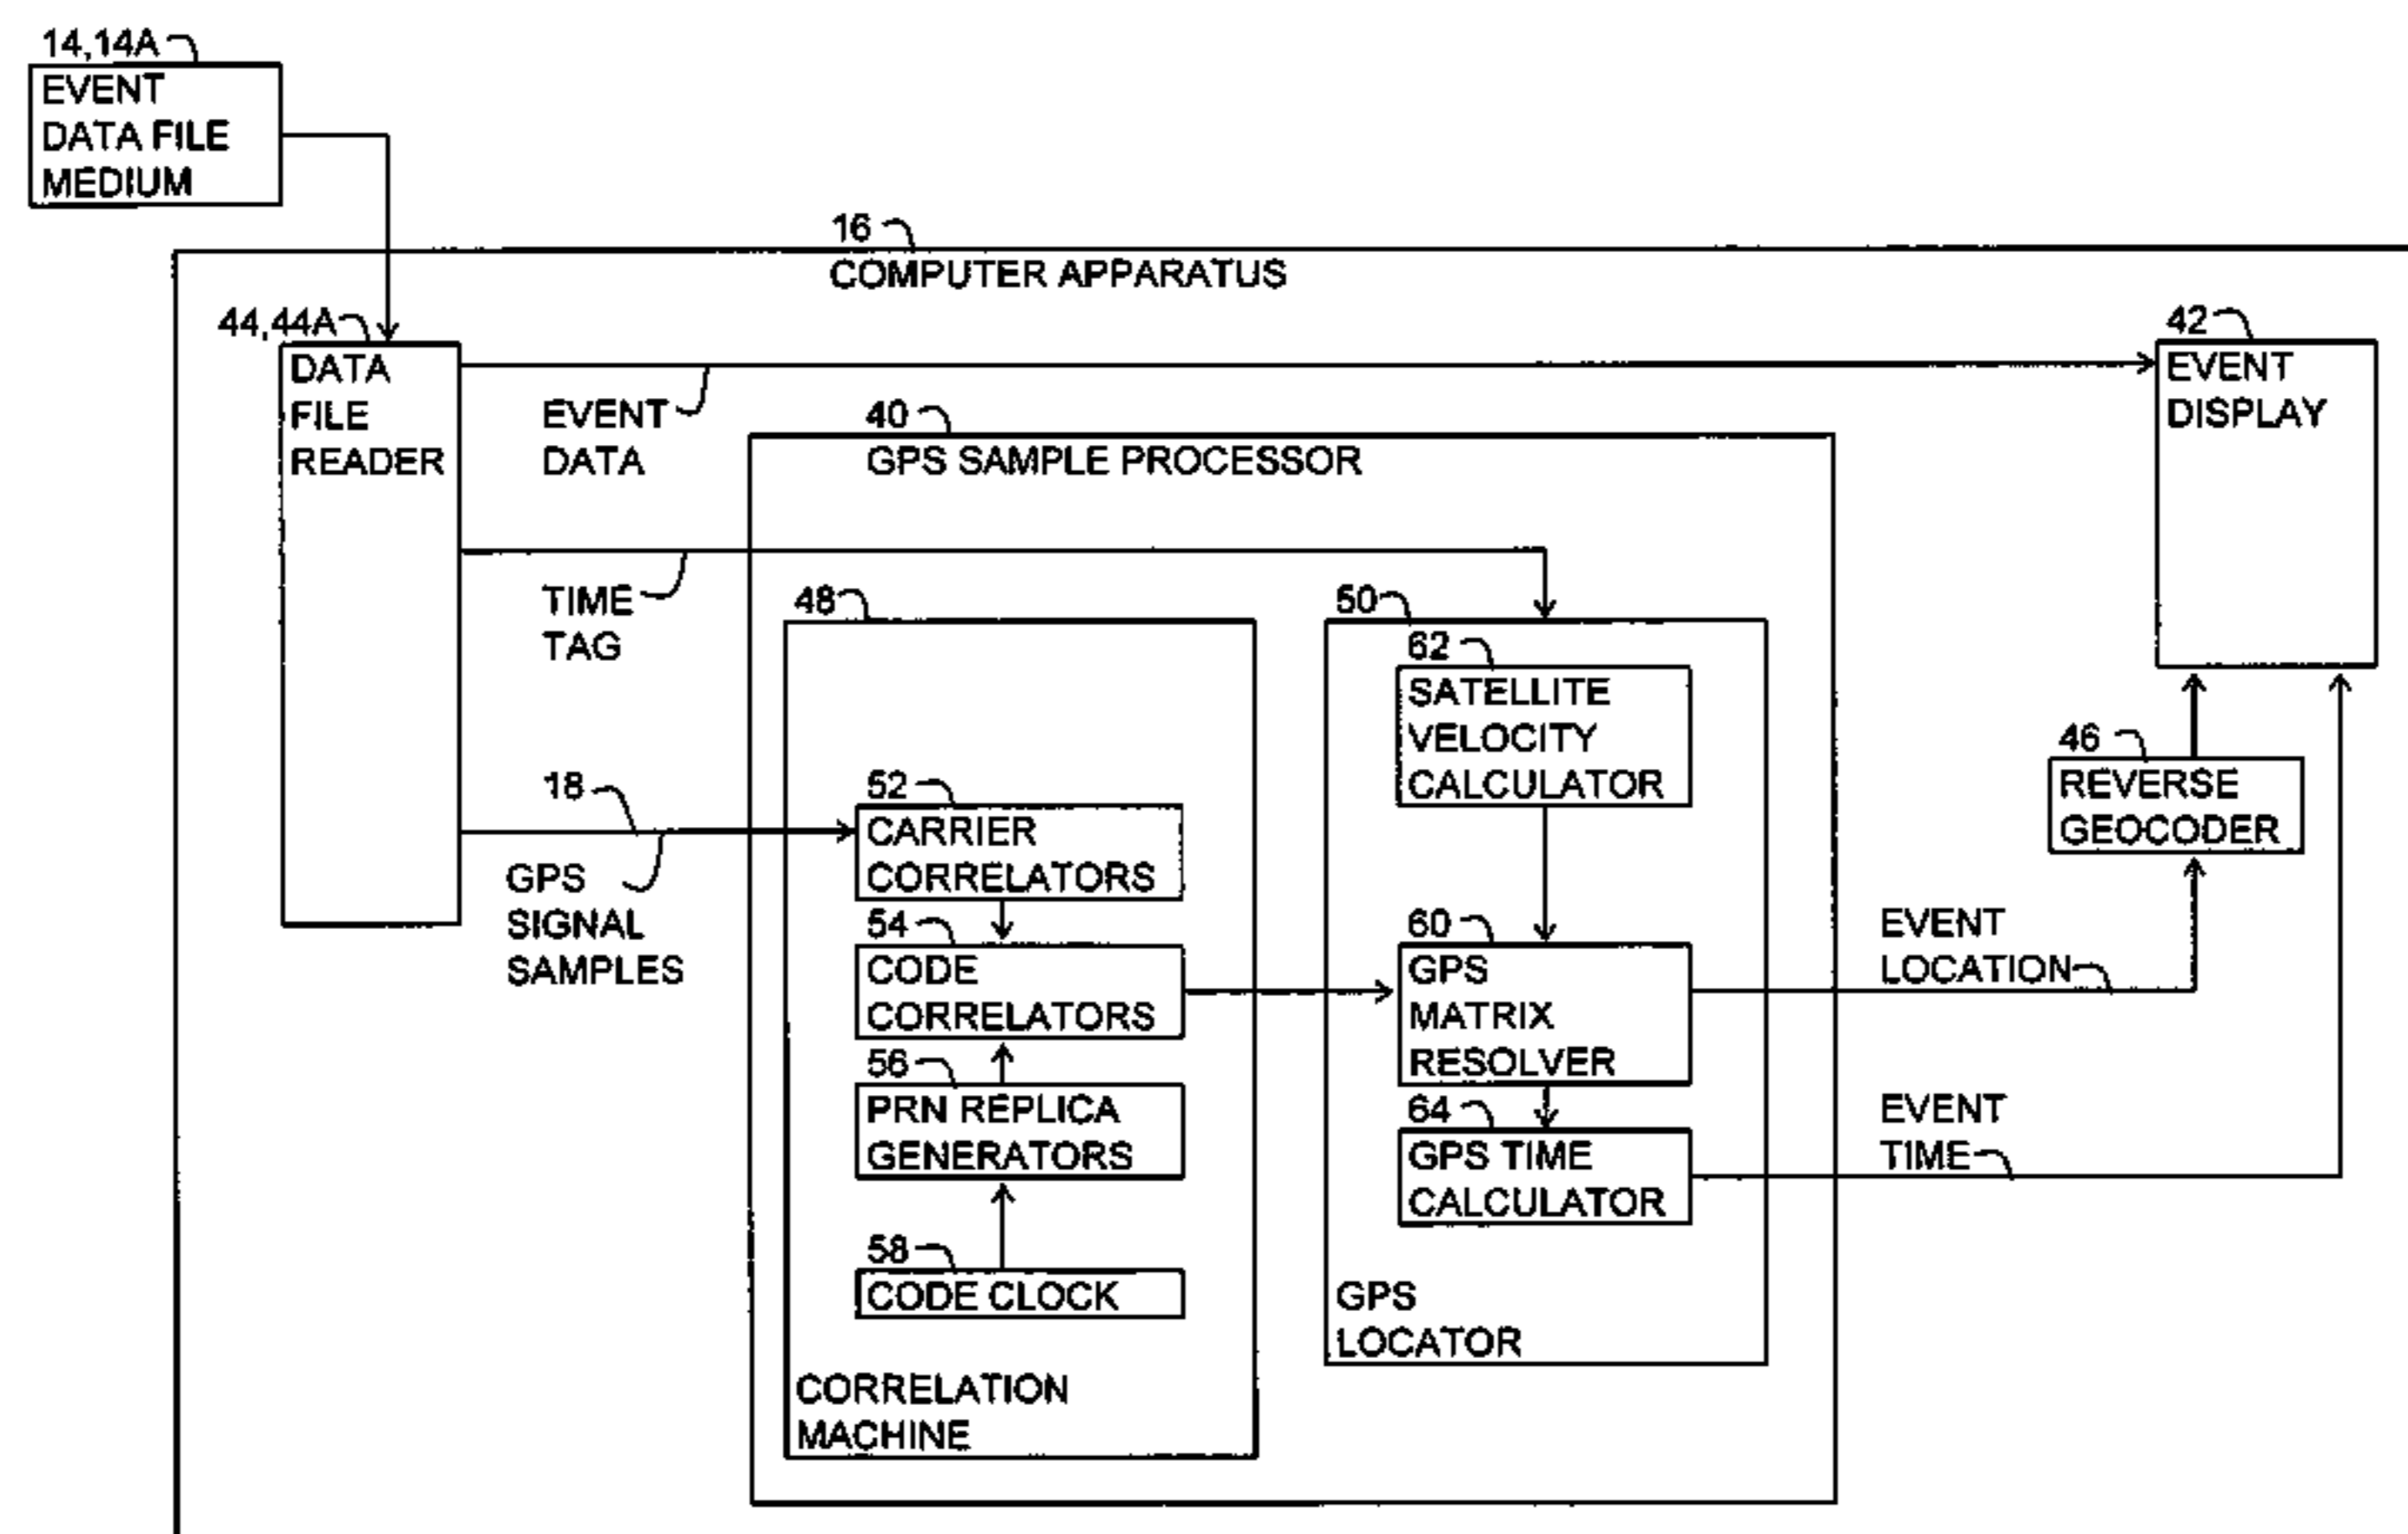 14,14A
EVENT
DATA FILE
MEDIUM
16
COMPUTER APPARATUS
44,44A
DATA
FILE
READER
EVENT
DATA
42
EVENT
DISPLAY
40
GPS SAMPLE PROCESSOR
TIME
TAG
48
50
62
SATELLITE
VELOCITY
CALCULATOR
18
GPS
SIGNAL
SAMPLES
52
CARRIER
CORRELATORS
54
CODE
CORRELATORS
56
PRN REPLICA
GENERATORS
58
CODE CLOCK
CORRELATION
MACHINE
60
GPS
MATRIX
RESOLVER
64
GPS TIME
CALCULATOR
GPS
LOCATOR
46
REVERSE
GEOCODER
EVENT
LOCATION
EVENT
TIME